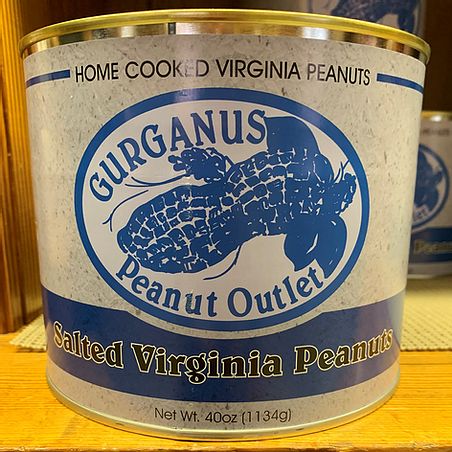 HOME COOKED VIRGINIA PEANUTS
GURGANUS
Peanut Outlet
Salted Virginia Peanuts
Net Wt. 40oz (1134g)